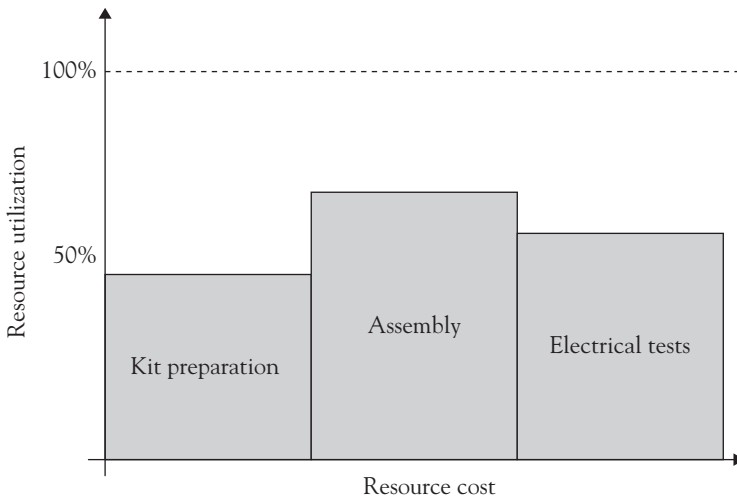 100%
Resource utilization
50%
Assembly
Electrical tests
Kit preparation
Resource cost